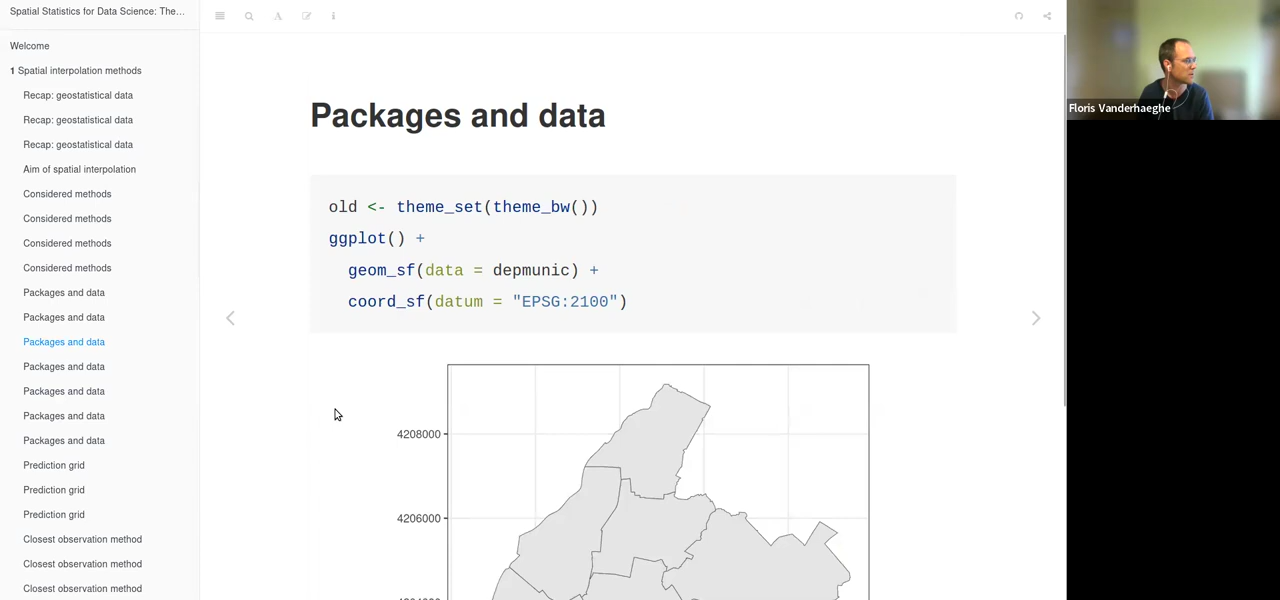 Spatial Statistics for Data Science: The…
Welcome
1 Spatial interpolation methods
Recap: geostatistical data
Recap: geostatistical data
Recap: geostatistical data
Aim of spatial interpolation
Considered methods
Considered methods
Considered methods
Considered methods
Packages and data
Packages and data
Packages and data
Packages and data
Packages and data
Packages and data
Packages and data
Prediction grid
Prediction grid
Prediction grid
Closest observation method
Closest observation method
Closest observation method
Packages and data
old <- theme_set(theme_bw())
ggplot() +
geom_sf(data = depmunic) +
coord_sf(datum = "EPSG:2100")
4208000
4206000
Floris Vanderhaeghe